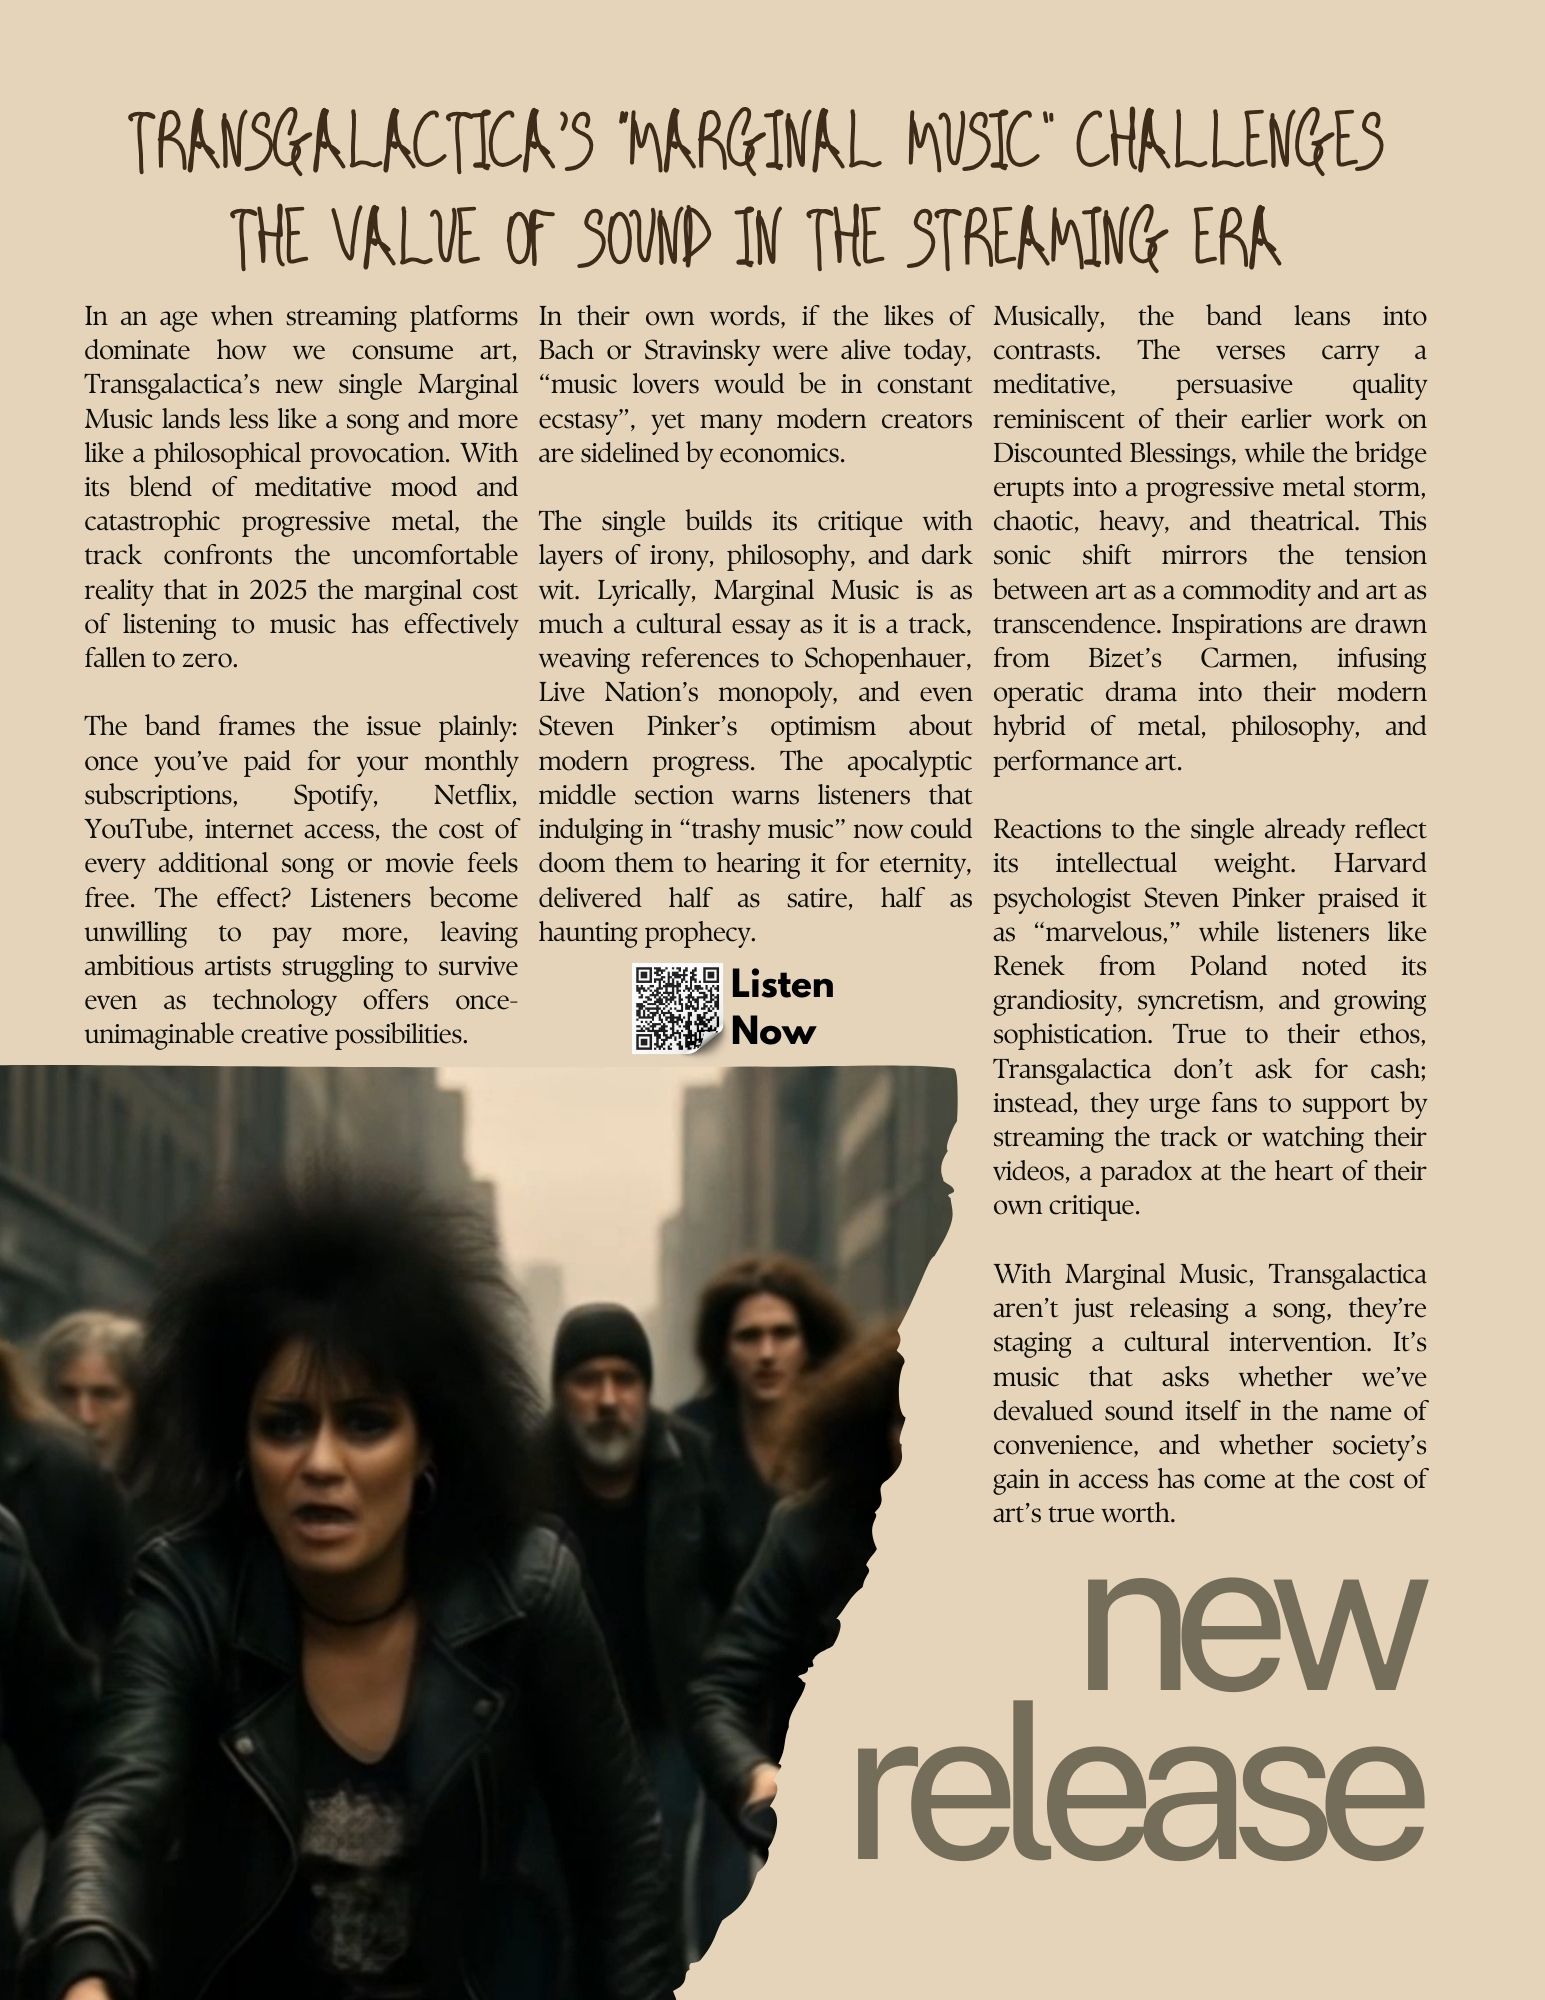 TRANSGALACTICA'S "MARGINAL MUSIC" CHALLENGES
THE VALUE OF SOUND IN THE STREAMING ERA
In an age when streaming platforms
dominate how we consume art,
Transgalactica’s new single Marginal
Music lands less like a song and more
like a philosophical provocation. With
its blend of meditative mood and
catastrophic progressive metal, the
track confronts the uncomfortable
reality that in 2025 the marginal cost
of listening to music has effectively
fallen to zero.
The band frames the issue plainly:
once you’ve paid for your monthly
subscriptions, Spotify, Netflix,
YouTube, internet access, the cost of
every additional song or movie feels
free. The effect? Listeners become
unwilling to pay more, leaving
ambitious artists struggling to survive
even as technology offers once-
unimaginable creative possibilities.
In their own words, if the likes of
Bach or Stravinsky were alive today,
“music lovers would be in constant
ecstasy”, yet many modern creators
are sidelined by economics.
The single builds its critique with
layers of irony, philosophy, and dark
wit. Lyrically, Marginal Music is as
much a cultural essay as it is a track,
weaving references to Schopenhauer,
Live Nation’s monopoly, and even
Steven Pinker’s optimism about
modern progress. The apocalyptic
middle section warns listeners that
indulging in “trashy music” now could
doom them to hearing it for eternity,
delivered half as satire, half as
haunting prophecy.
Listen
Now
Musically, the band leans into
contrasts. The verses carry a
meditative, persuasive quality
reminiscent of their earlier work on
Discounted Blessings, while the bridge
erupts into a progressive metal storm,
chaotic, heavy, and theatrical. This
sonic shift mirrors the tension
between art as a commodity and art as
transcendence. Inspirations are drawn
from Bizet’s Carmen, infusing
operatic drama into their modern
hybrid of metal, philosophy, and
performance art.
Reactions to the single already reflect
its intellectual weight. Harvard
psychologist Steven Pinker praised it
as “marvelous,” while listeners like
Renek from Poland noted its
grandiosity, syncretism, and growing
sophistication. True to their ethos,
Transgalactica don’t ask for cash;
instead, they urge fans to support by
streaming the track or watching their
videos, a paradox at the heart of their
own critique.
With Marginal Music, Transgalactica
aren’t just releasing a song, they’re
staging a cultural intervention. It’s
music that asks whether we’ve
devalued sound itself in the name of
convenience, and whether society’s
gain in access has come at the cost of
art’s true worth.
new
release